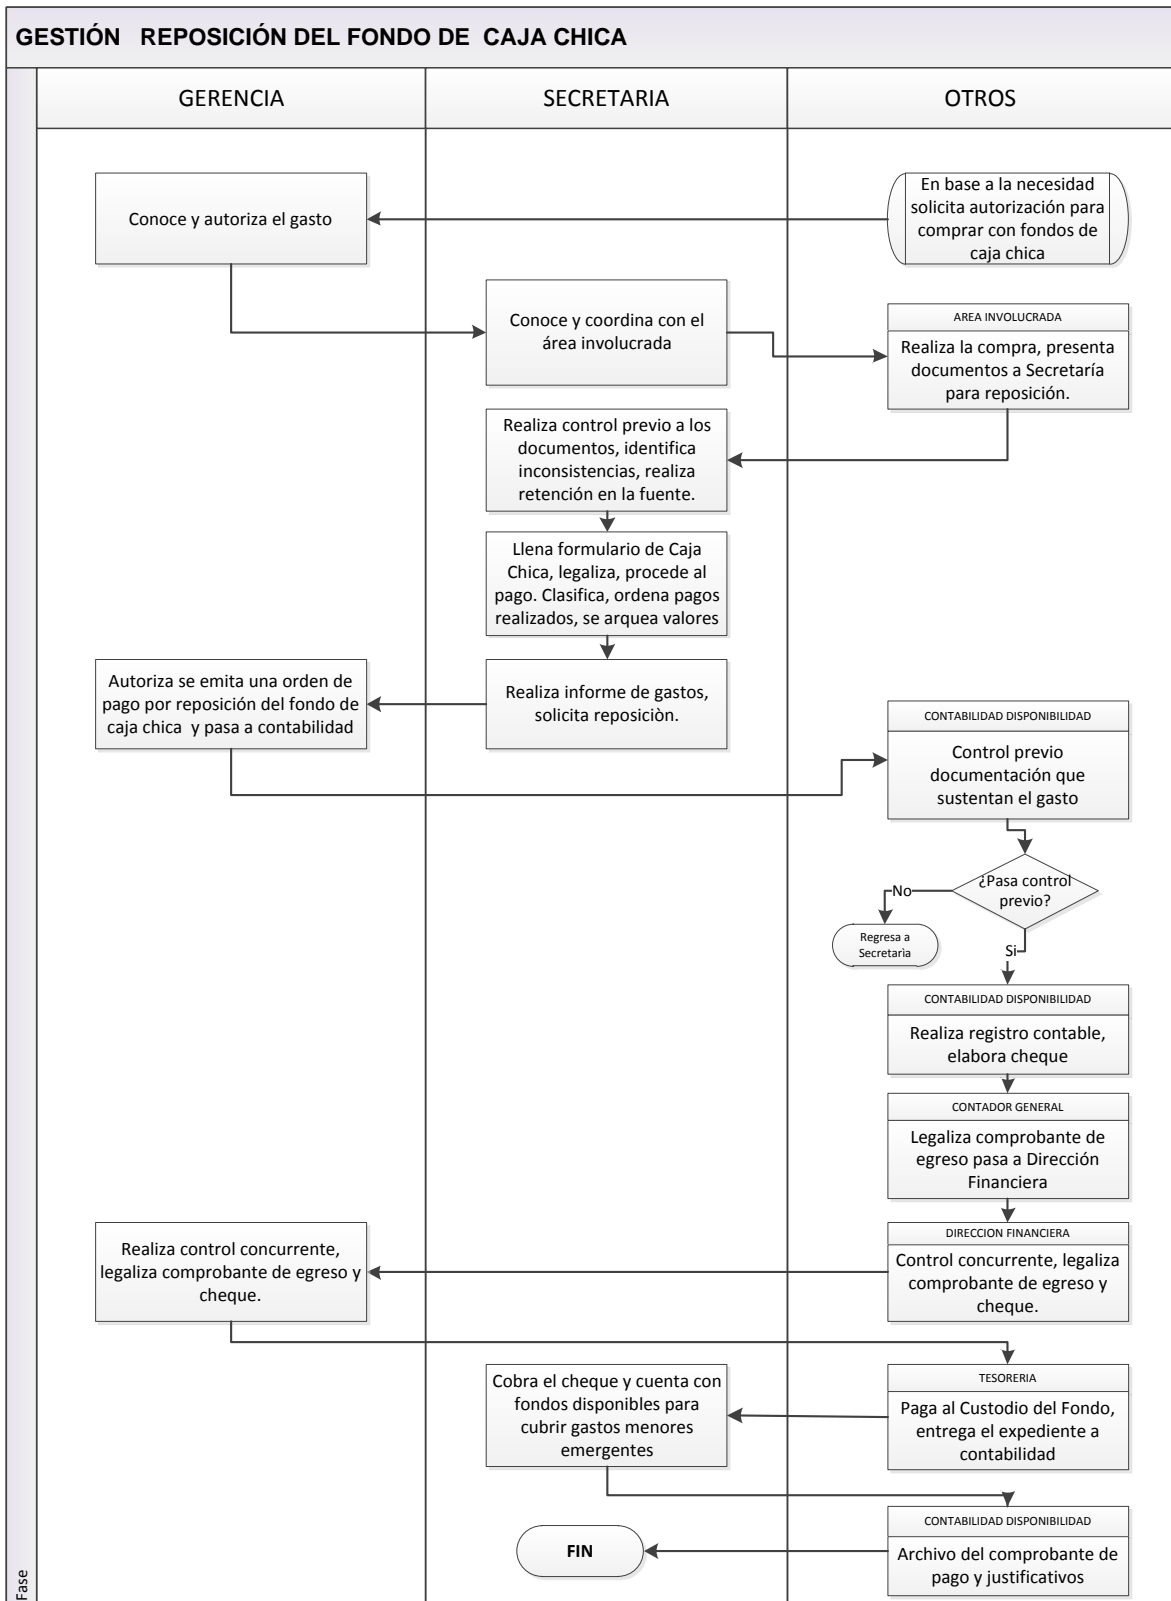 GESTIÓN REPOSICIÓN DEL FONDO DE CAJA CHICA
GERENCIA
SECRETARIA
OTROS
En base a la necesidad
solicita autorización para
comprar con fondos de
caja chica
Conoce y autoriza el gasto
Conoce y coordina con el
área involucrada
AREA INVOLUCRADA
Realiza la compra, presenta
documentos a Secretaría
para reposición.
Realiza control previo a los
documentos, identifica
inconsistencias, realiza
retención en la fuente.
Llena formulario de Caja
Chica, legaliza, procede al
pago. Clasifica, ordena pagos
realizados, se arquea valores
Realiza informe de gastos,
solicita reposiciòn.
Autoriza se emita una orden de
pago por reposición del fondo de
caja chica y pasa a contabilidad
CONTABILIDAD DISPONIBILIDAD
Control previo
documentación que
sustentan el gasto
¿Pasa control
previo?
No
Regresa a
Secretarìa
Si
CONTABILIDAD DISPONIBILIDAD
Realiza registro contable,
elabora cheque
CONTADOR GENERAL
Legaliza comprobante de
egreso pasa a Dirección
Financiera
DIRECCION FINANCIERA
Control concurrente, legaliza
comprobante de egreso y
cheque.
Realiza control concurrente,
legaliza comprobante de egreso y
cheque.
TESORERIA
Paga al Custodio del Fondo,
entrega el expediente a
contabilidad
Cobra el cheque y cuenta con
fondos disponibles para
cubrir gastos menores
emergentes
CONTABILIDAD DISPONIBILIDAD
Archivo del comprobante de
pago y justificativos
FIN
Fase